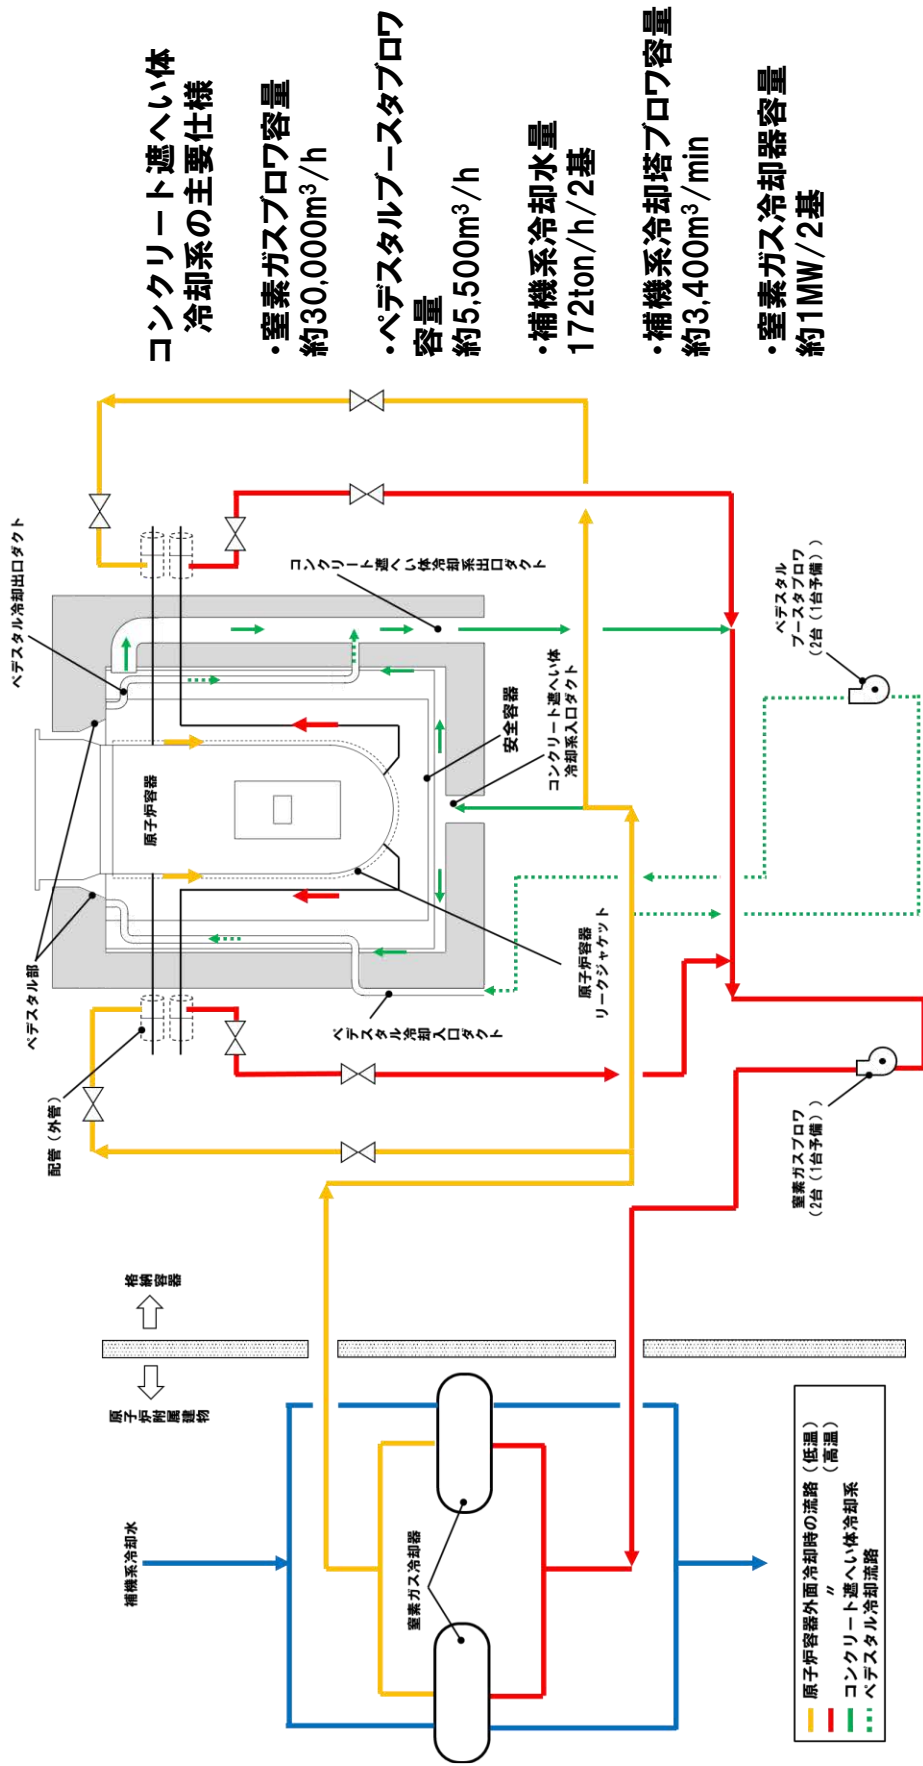 コンクリート遮へい体
冷却系の主要仕様
・窒素ガスブロワ容量
約30,000m³/h
・ペデスタルブースタブロワ
容量
約5,500m³/h
・補機系冷却水量
172ton/h/2基
・補機系冷却塔ブロワ容量
約3,400m³/min
・窒素ガス冷却器容量
約1MW/2基
補機系冷却水
原子炉附属建物
格納容器
窒素ガス冷却器
配管（外管）
ペデスタル部
ペデスタル冷却出口ダクト
原子炉容器
コンクリート遮へい体冷却系出口ダクト
安全容器
コンクリート遮へい体
冷却系入口ダクト
原子炉容器
リークジャケット
ペデスタル冷却入口ダクト
窒素ガスブロワ
（2台（1台予備））
ペデスタル
ブースタブロワ
（2台（1台予備））
原子炉容器外面冷却時の流路（低温）
〃 （高温）
コンクリート遮へい体冷却系
ペデスタル冷却流路